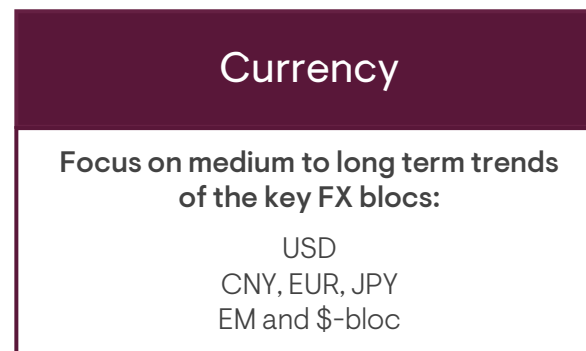 Currency
Focus on medium to long term trends
of the key FX blocs:
USD
CNY, EUR, JPY
EM and $-bloc